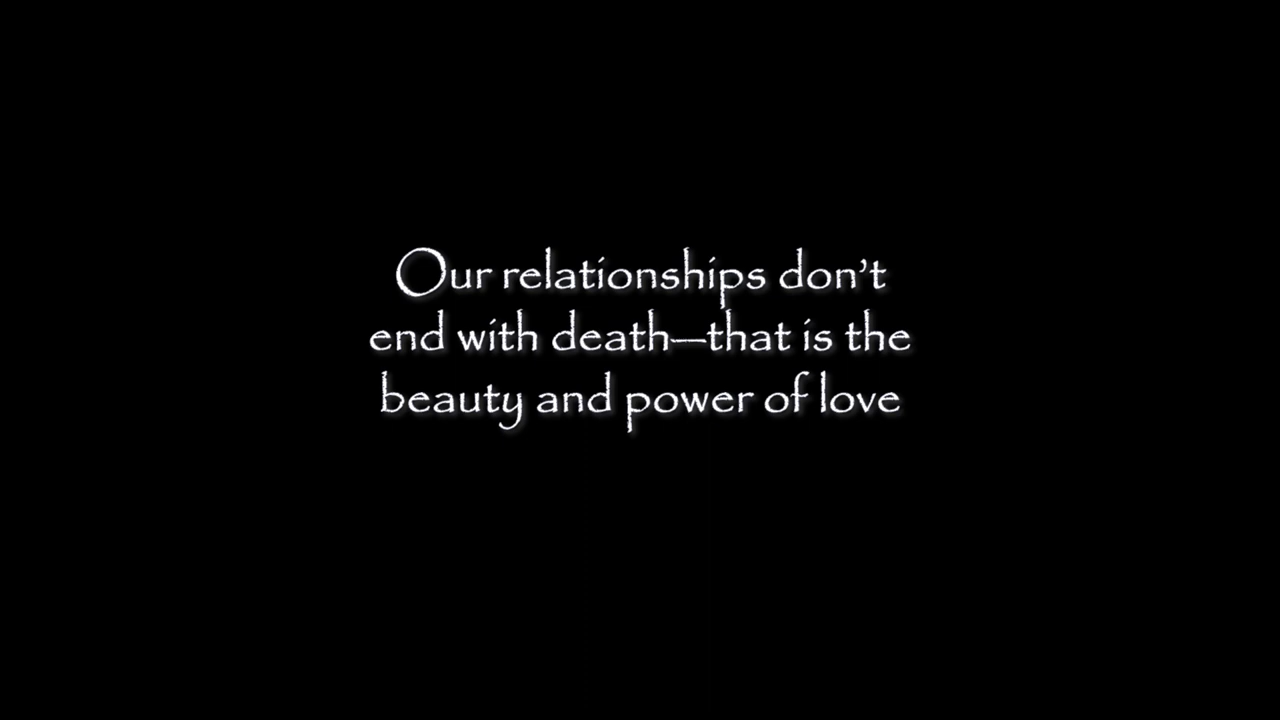 Our relationships don’t
end with death—that is the
beauty and power of love